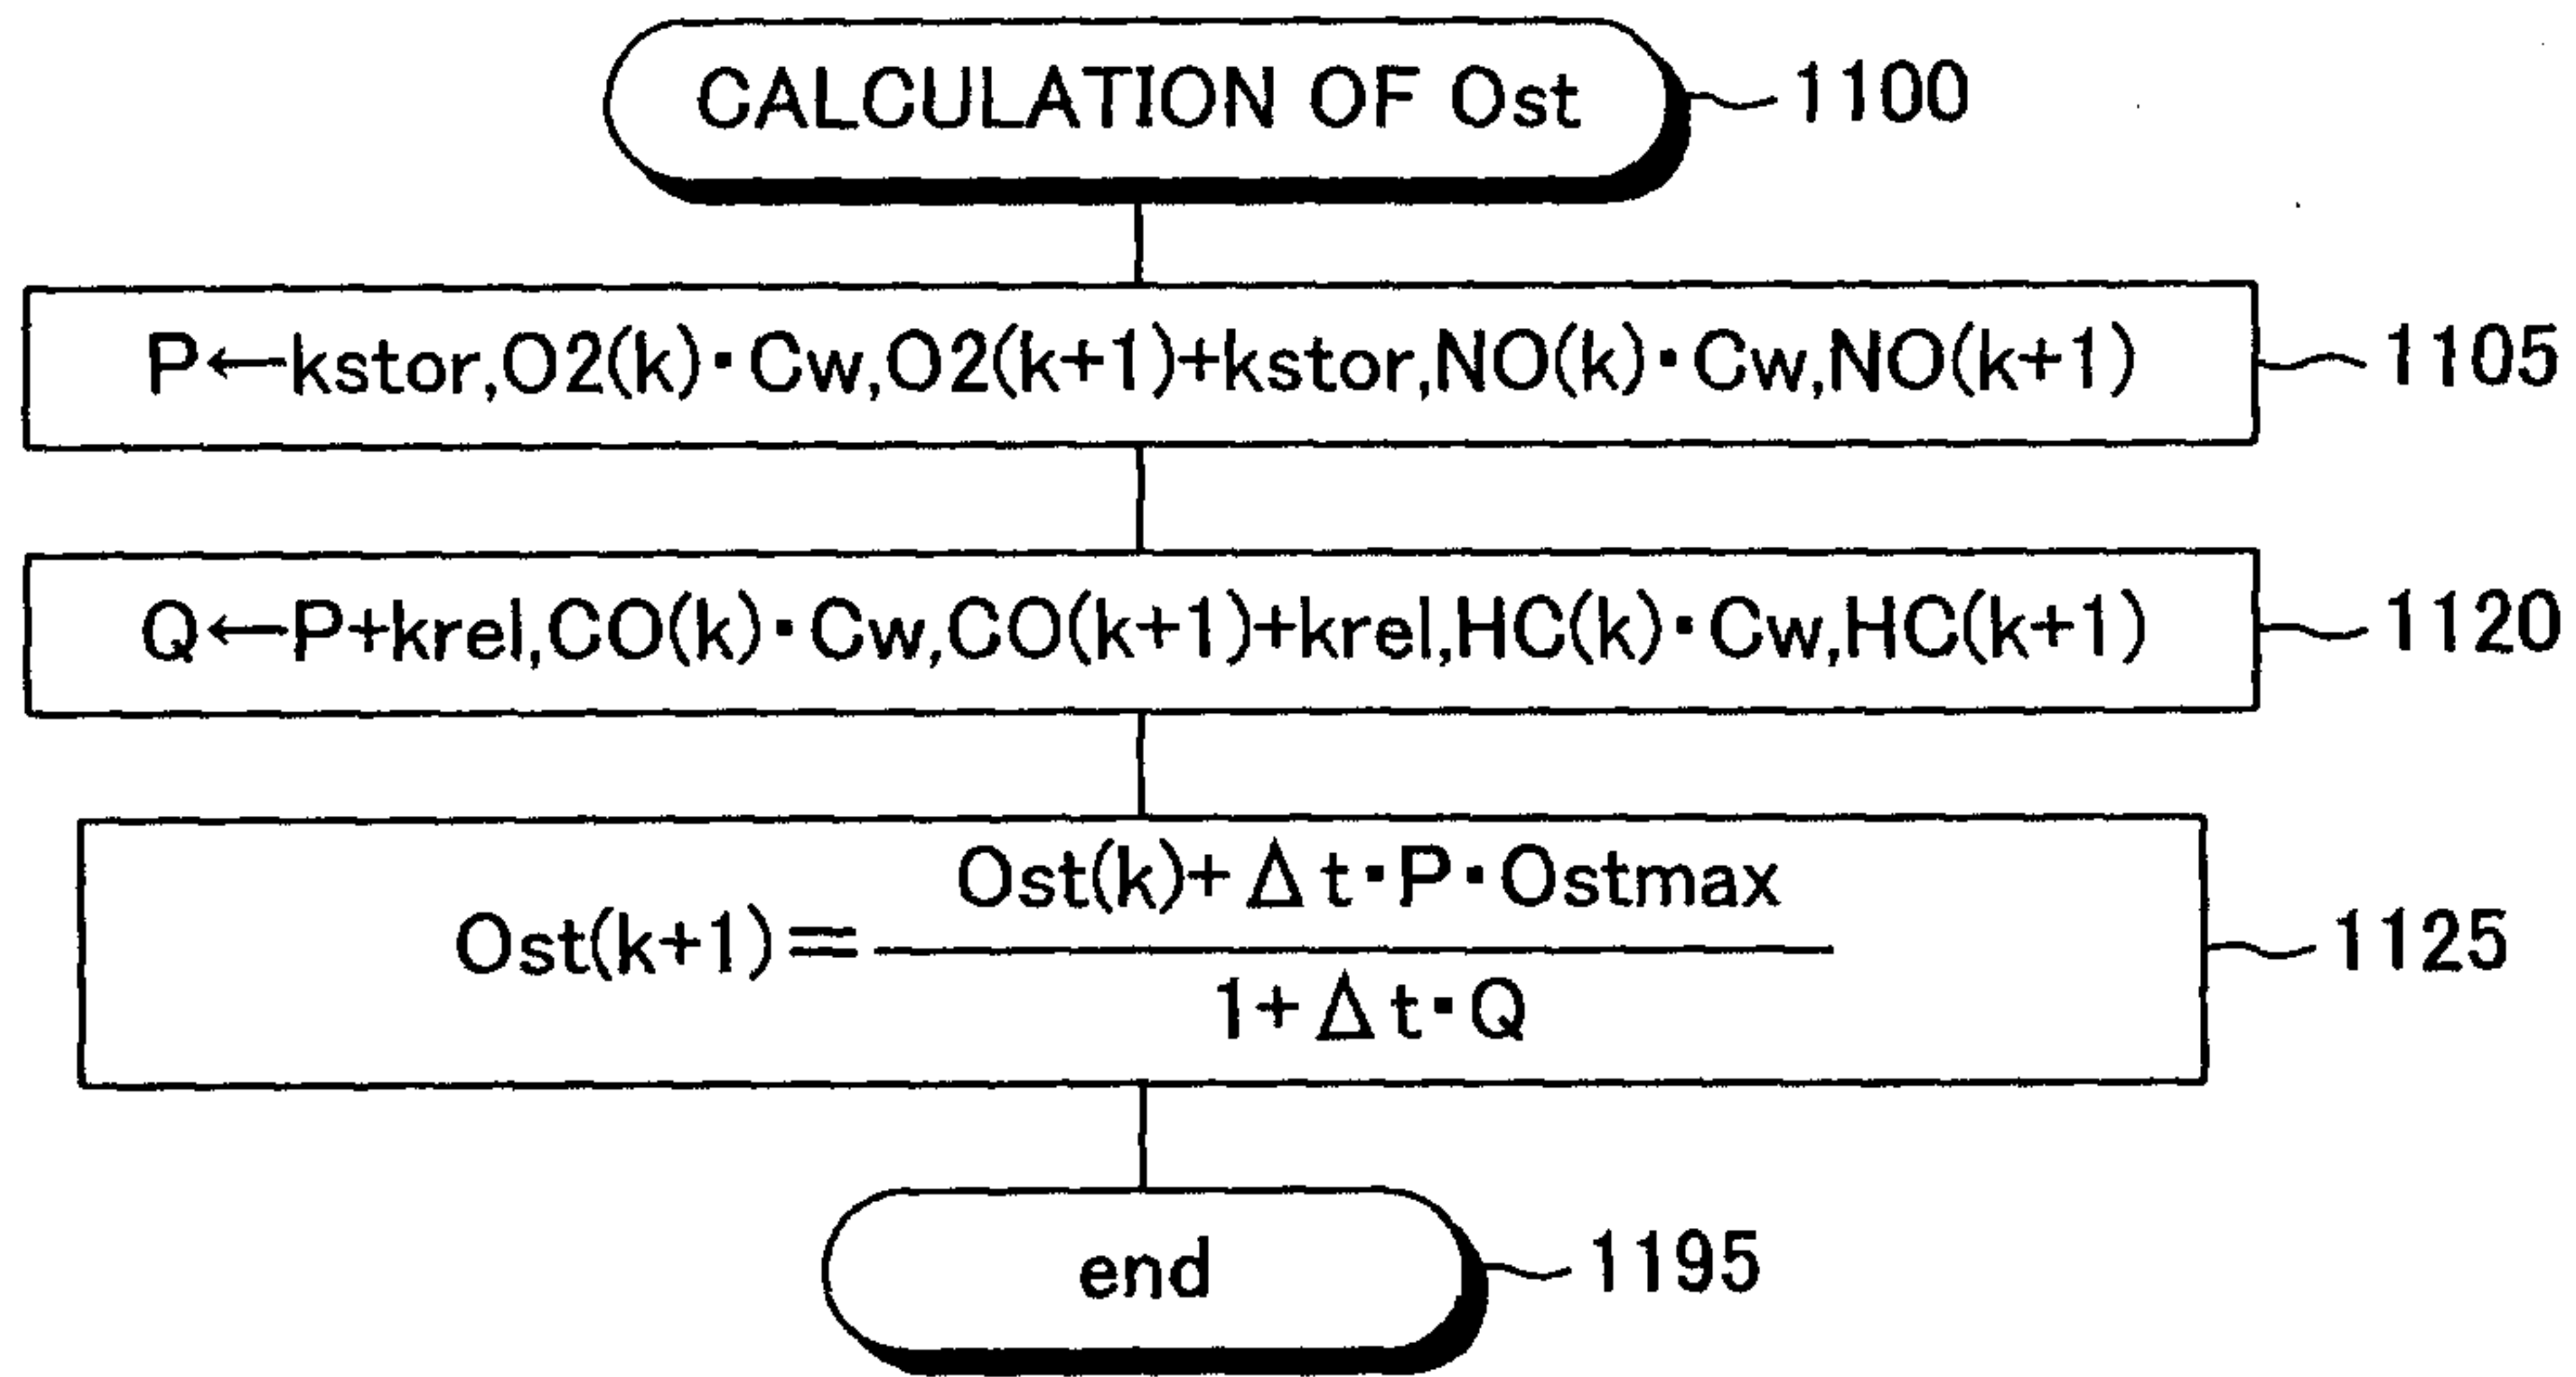 CALCULATION OF Ost
1100
P←kstor,O2(k)・Cw,O2(k+1)+kstor,NO(k)・Cw,NO(k+1)
1105
Q←P+krel,CO(k)・Cw,CO(k+1)+krel,HC(k)・Cw,HC(k+1)
1120
Ost(k)+Δt・P・Ostmax
Ost(k+1)=
1+Δt・Q
1125
end
1195